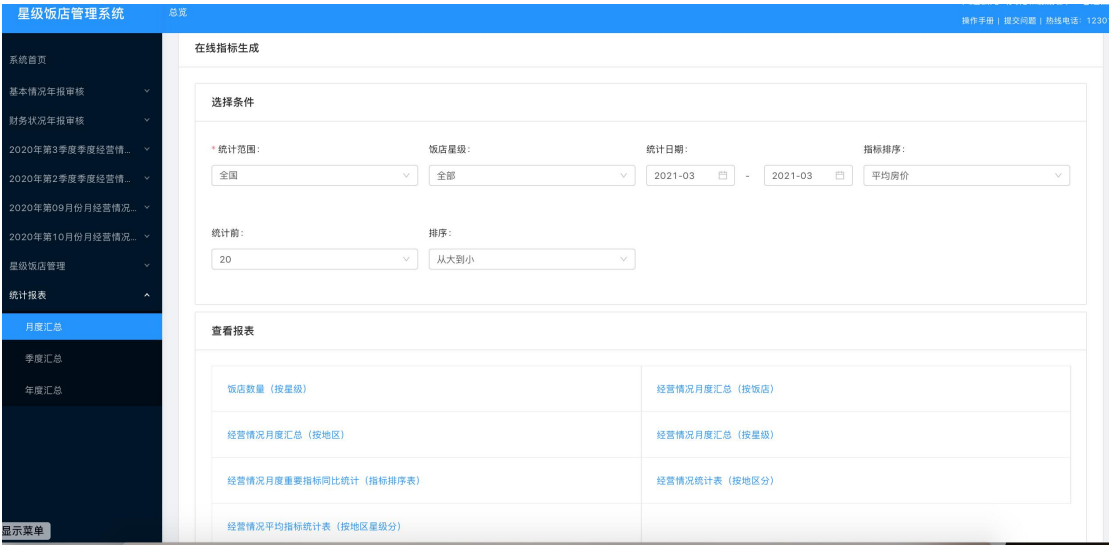 星级饭店管理系统
总览
操作手册 | 提交问题 | 热线电话: 12301
系统首页
基本情况年报审核
财务状况年报审核
2020年第3季度季度经营情...
2020年第2季度季度经营情...
2020年第09月份月经营情况...
2020年第10月份月经营情况...
星级饭店管理
统计报表
月度汇总
季度汇总
年度汇总
显示菜单
在线指标生成
选择条件
* 统计范围: 饭店星级: 统计日期: 指标排序:
全国 全部 2021-03 - 2021-03 平均房价
统计前: 排序:
20 从大到小
查看报表
饭店数量（按星级） 经营情况月度汇总（按饭店）
经营情况月度汇总（按地区） 经营情况月度汇总（按星级）
经营情况月度重要指标同比统计（指标排序表） 经营情况统计表（按地区分）
经营情况平均指标统计表（按地区星级分）